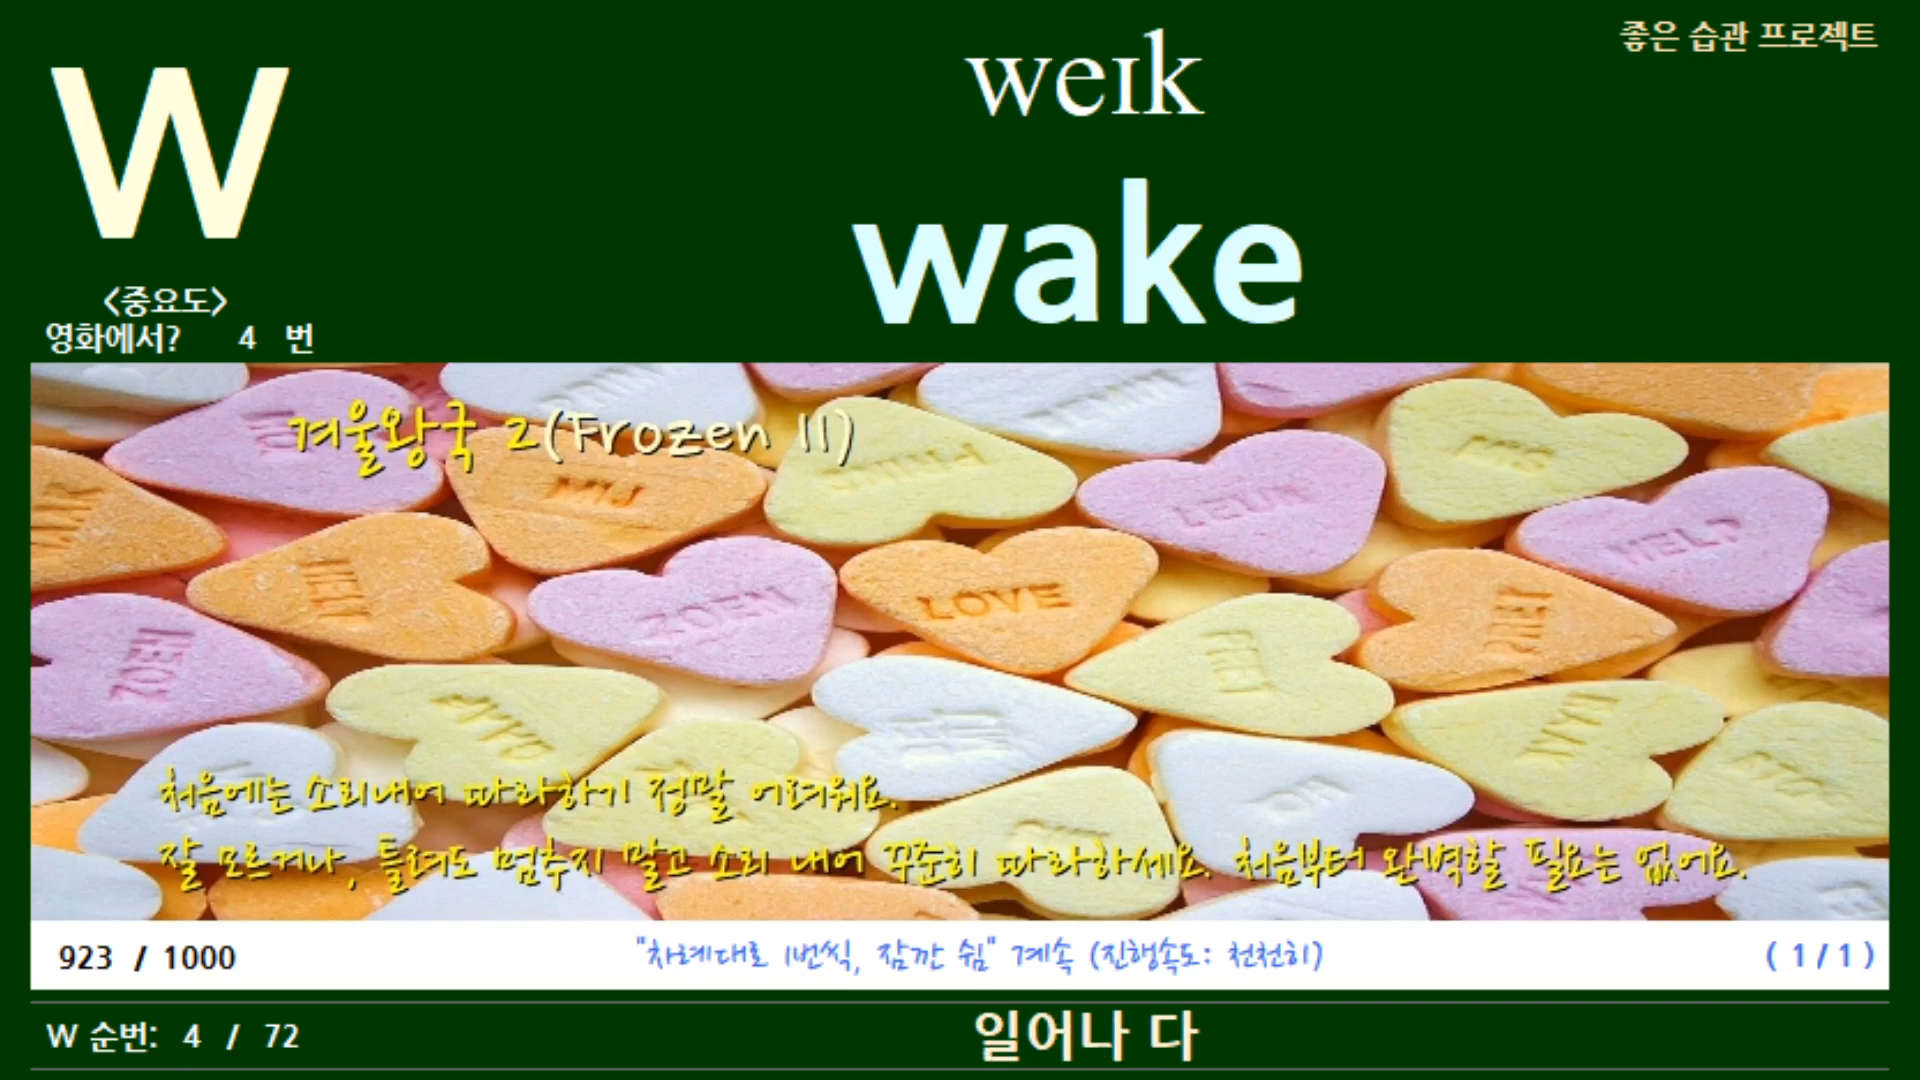 좋은 습관 프로젝트
W
weɪk
wake
<중요도>
영화에서? 4 번
겨울왕국 2(Frozen II)
ZOEN
LOVE
HELP
처음에는 소리내어 따라하기 정말 어려워요.
잘 모르거나, 틀려도 멈추지 말고 소리 내어 꾸준히 따라하세요. 처음부터 완벽할 필요는 없어요.
923 / 1000
"차례대로 1번씩, 잠깐 쉼" 계속 (진행속도: 천천히)
( 1 / 1 )
W 순번: 4 / 72
일어나 다